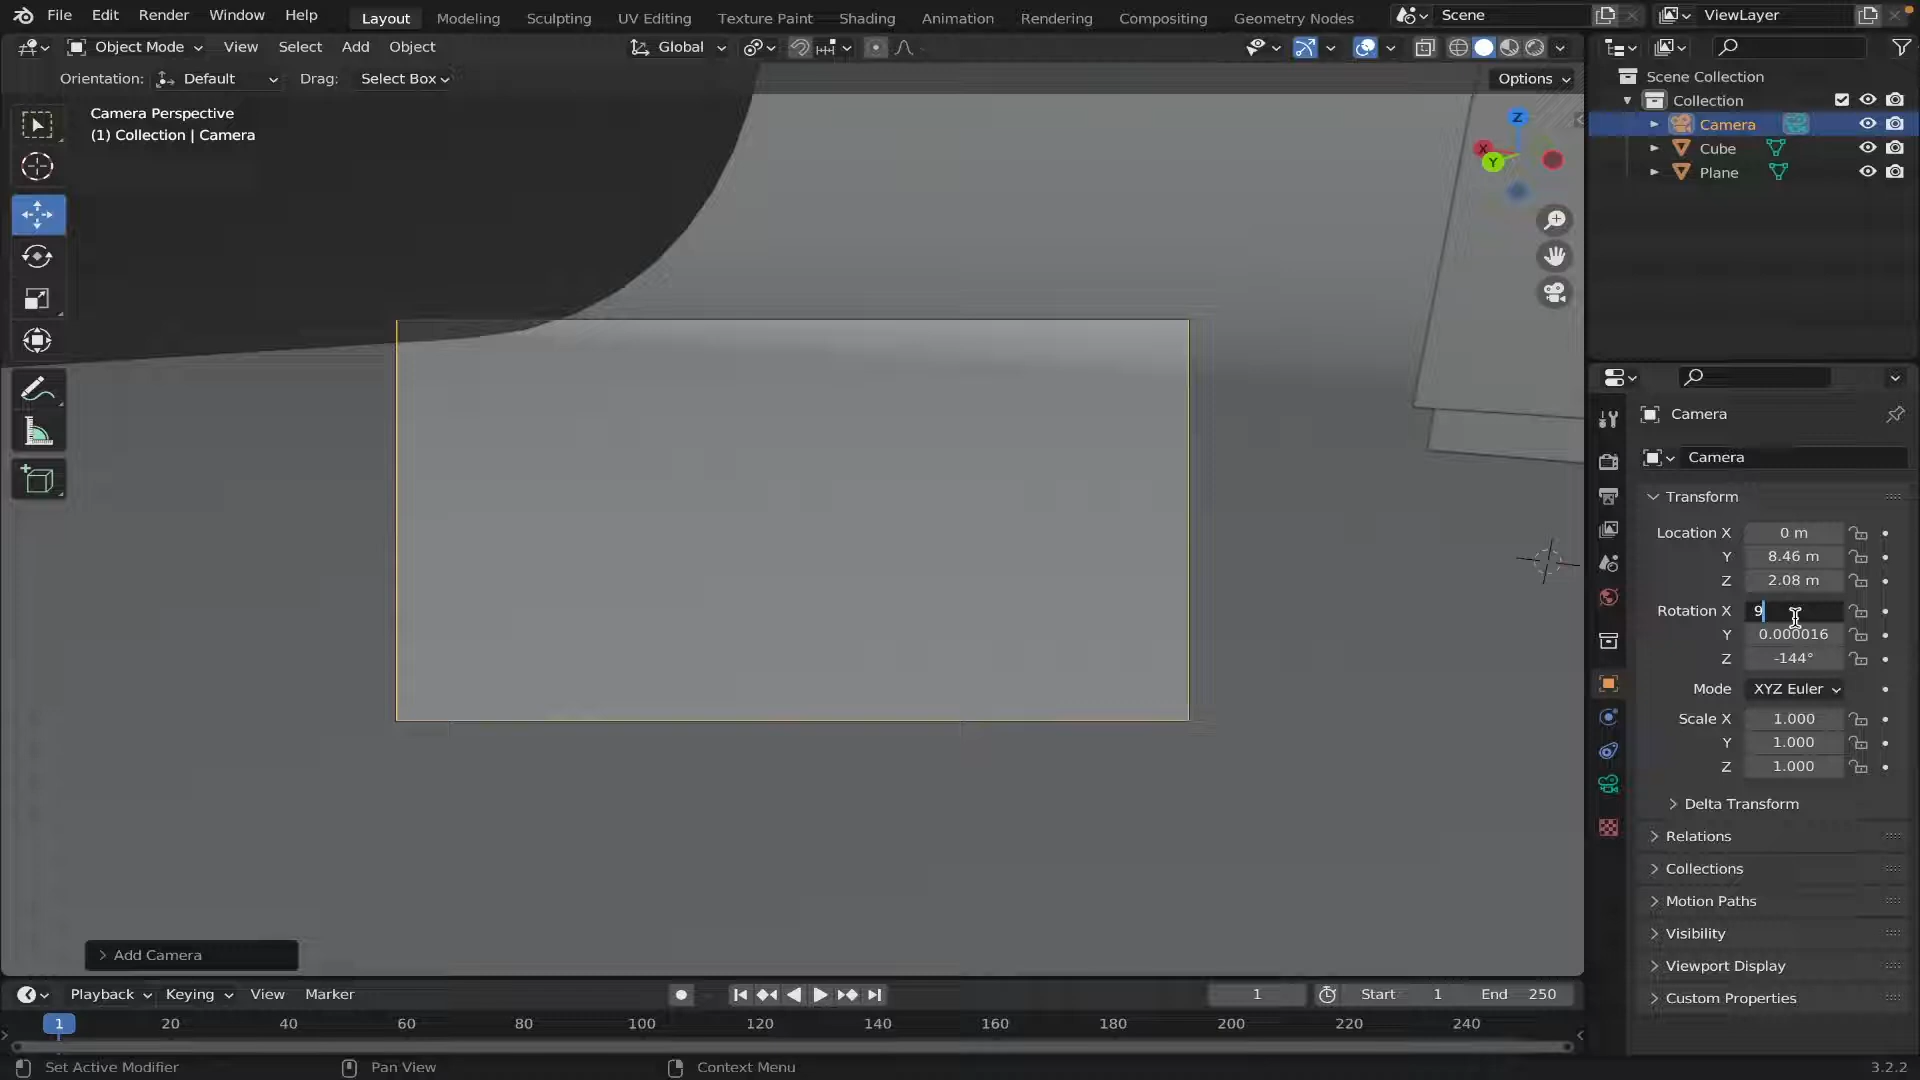 File Edit Render Window Help Layout Modeling Sculpting UV Editing Texture Paint Shading Animation Rendering Compositing Geometry Nodes Scene ViewLayer
Object Mode View Select Add Object Global
Orientation: Default Drag: Select Box Options
Camera Perspective
(1) Collection | Camera
Z
X
Y
Scene Collection
Collection
Camera
Cube
Plane
Camera
Camera
Transform
Location X 0 m
Y 8.46 m
Z 2.08 m
Rotation X 9
Y 0.000016
Z -144°
Mode XYZ Euler
Scale X 1.000
Y 1.000
Z 1.000
Delta Transform
Relations
Collections
Motion Paths
Visibility
Viewport Display
Custom Properties
Add Camera
Playback Keying View Marker 1 Start 1 End 250
1 20 40 60 80 100 120 140 160 180 200 220 240
Set Active Modifier Pan View Context Menu 3.2.2